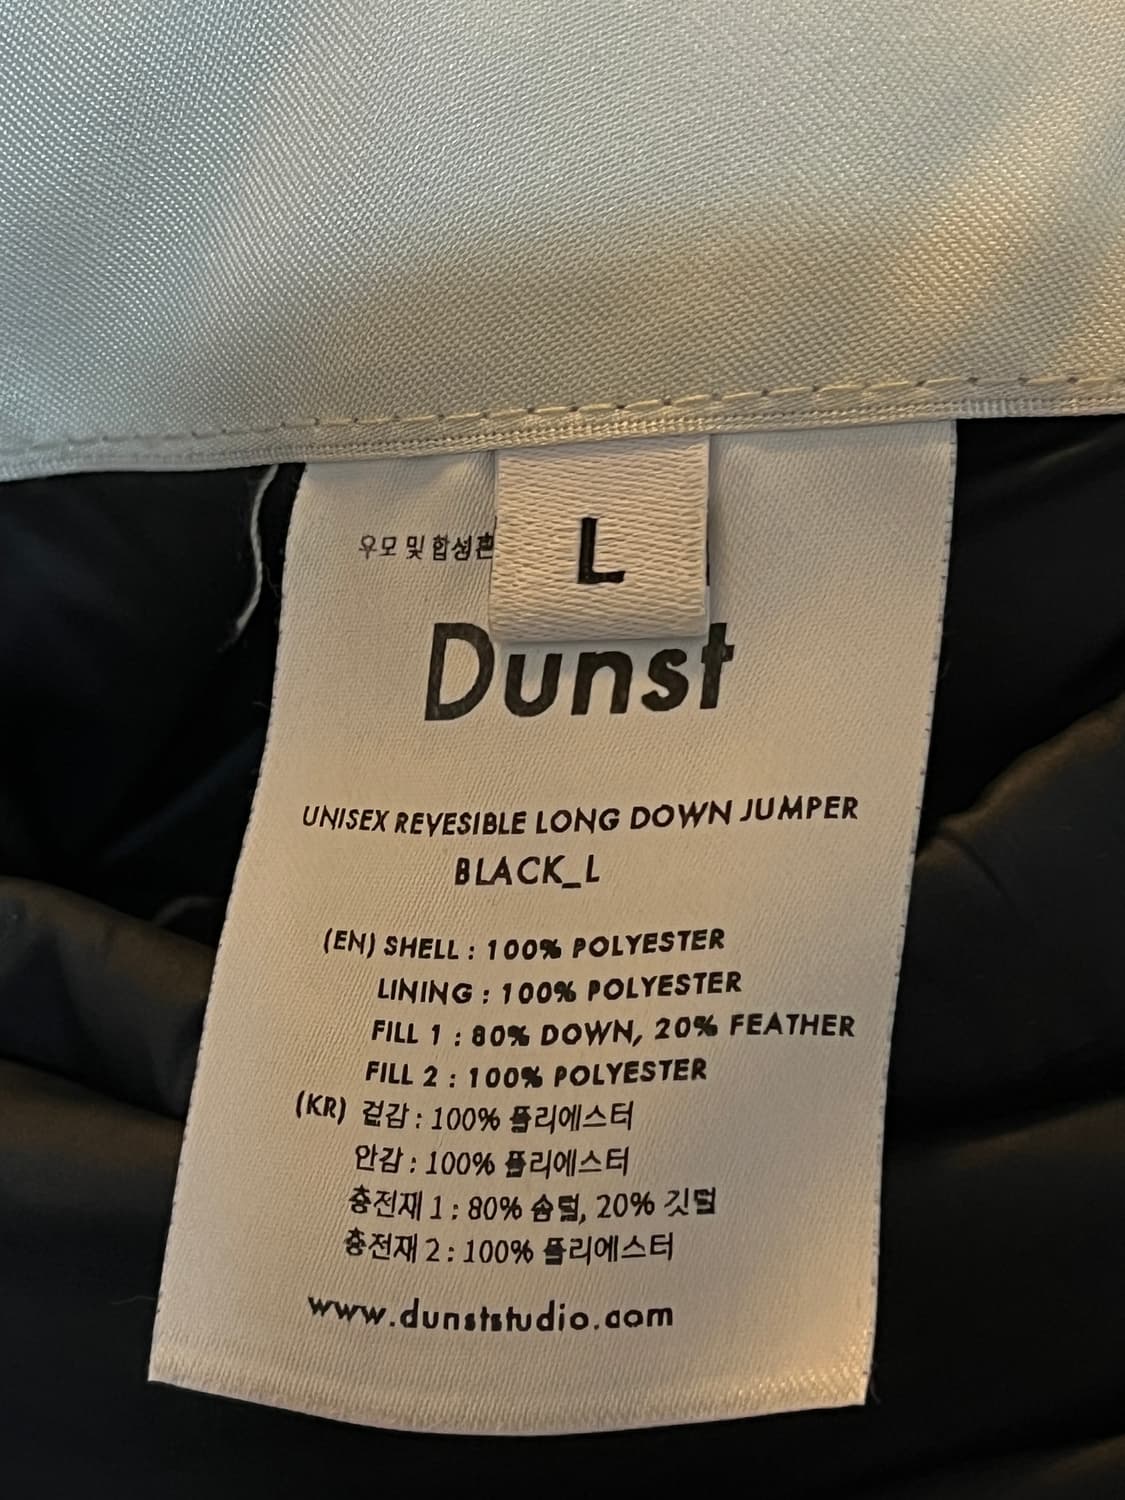 L
우모 및 합성
Dunst
UNISEX REVESIBLE LONG DOWN JUMPER
BLACK_L
(EN) SHELL : 100% POLYESTER
LINING : 100% POLYESTER
FILL 1 : 80% DOWN, 20% FEATHER
FILL 2 : 100% POLYESTER
(KR) 겉감 : 100% 폴리에스터
안감 : 100% 폴리에스터
충전재 1 : 80% 솜털, 20% 깃털
충전재 2 : 100% 폴리에스터
www.dunststudio.com